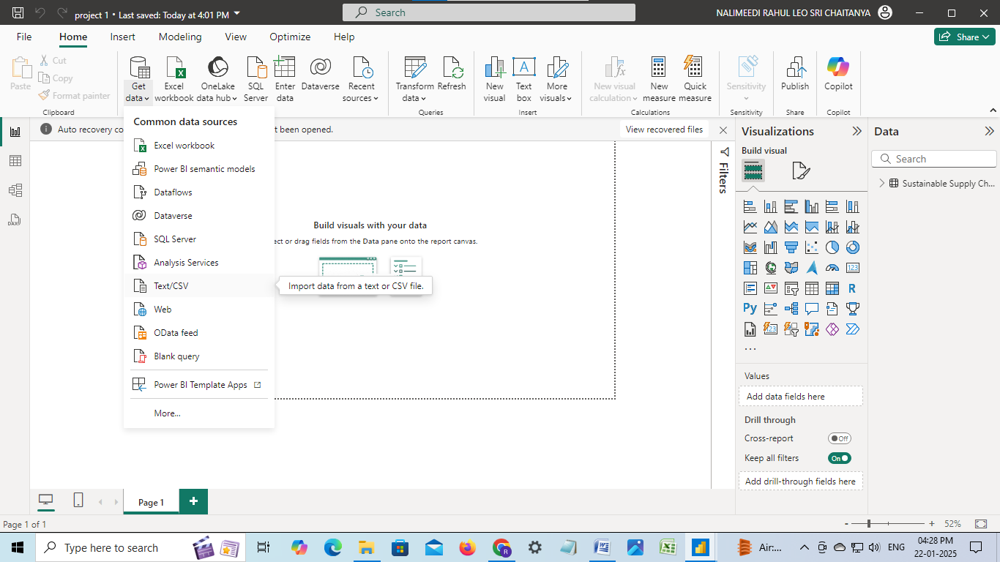 project 1 • Last saved: Today at 4:01 PM
Search
NALIMEEDI RAHUL LEO SRI CHAITANYA
File
Home
Insert
Modeling
View
Optimize
Help
Share
Paste
Cut
Copy
Format painter
Clipboard
Get data
Excel workbook
OneLake data hub
SQL Server
Enter data
Dataverse
Recent sources
Transform data
Refresh
Queries
New visual
Text box
More visuals
Insert
New visual calculation
New measure
Quick measure
Calculations
Sensitivity
Sensitivity
Publish
Share
Copilot
Copilot
Auto recovery co
t been opened.
View recovered files
Common data sources
Excel workbook
Power BI semantic models
Dataflows
Dataverse
SQL Server
Analysis Services
Text/CSV
Web
OData feed
Blank query
Power BI Template Apps
More...
Import data from a text or CSV file.
Build visuals with your data
ect or drag fields from the Data pane onto the report canvas.
Filters
Visualizations
Build visual
123
R
Py
123
...
Values
Add data fields here
Drill through
Cross-report
Off
Keep all filters
On
Add drill-through fields here
Data
Search
Sustainable Supply Ch...
DAX
Page 1
+
Page 1 of 1
- + 52%
Type here to search
Air:...
ENG
04:28 PM
22-01-2025